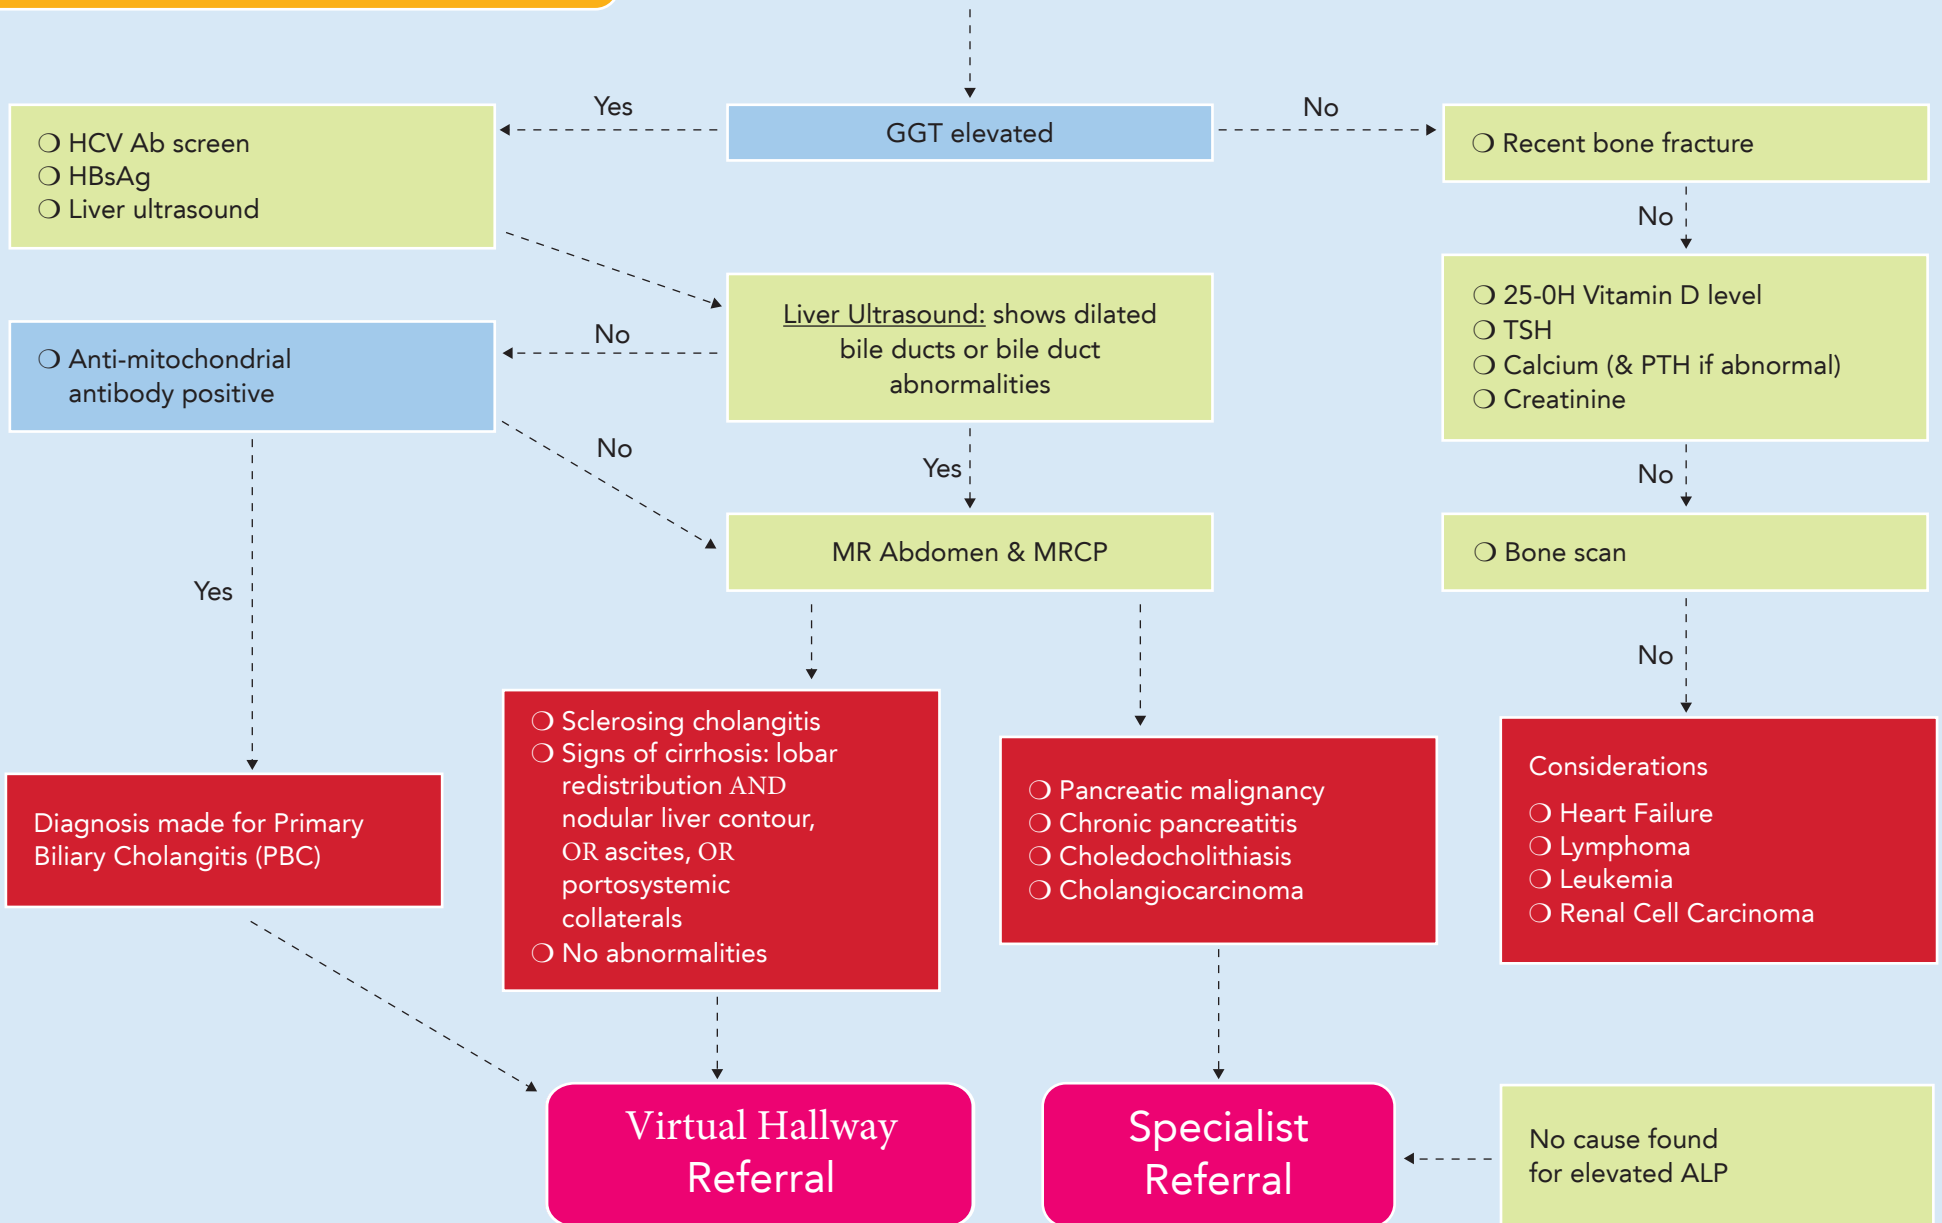 Yes
GGT elevated
No
❍ HCV Ab screen
❍ HBsAg
❍ Liver ultrasound
❍ Recent bone fracture
No
Liver Ultrasound: shows dilated
bile ducts or bile duct
abnormalities
No
❍ Anti-mitochondrial
antibody positive
❍ 25-0H Vitamin D level
❍ TSH
❍ Calcium (& PTH if abnormal)
❍ Creatinine
No
Yes
No
MR Abdomen & MRCP
❍ Bone scan
Yes
No
❍ Sclerosing cholangitis
❍ Signs of cirrhosis: lobar
redistribution AND
nodular liver contour,
OR ascites, OR
portosystemic
collaterals
❍ No abnormalities
❍ Pancreatic malignancy
❍ Chronic pancreatitis
❍ Choledocholithiasis
❍ Cholangiocarcinoma
Considerations
❍ Heart Failure
❍ Lymphoma
❍ Leukemia
❍ Renal Cell Carcinoma
Diagnosis made for Primary
Biliary Cholangitis (PBC)
Virtual Hallway
Referral
Specialist
Referral
No cause found
for elevated ALP